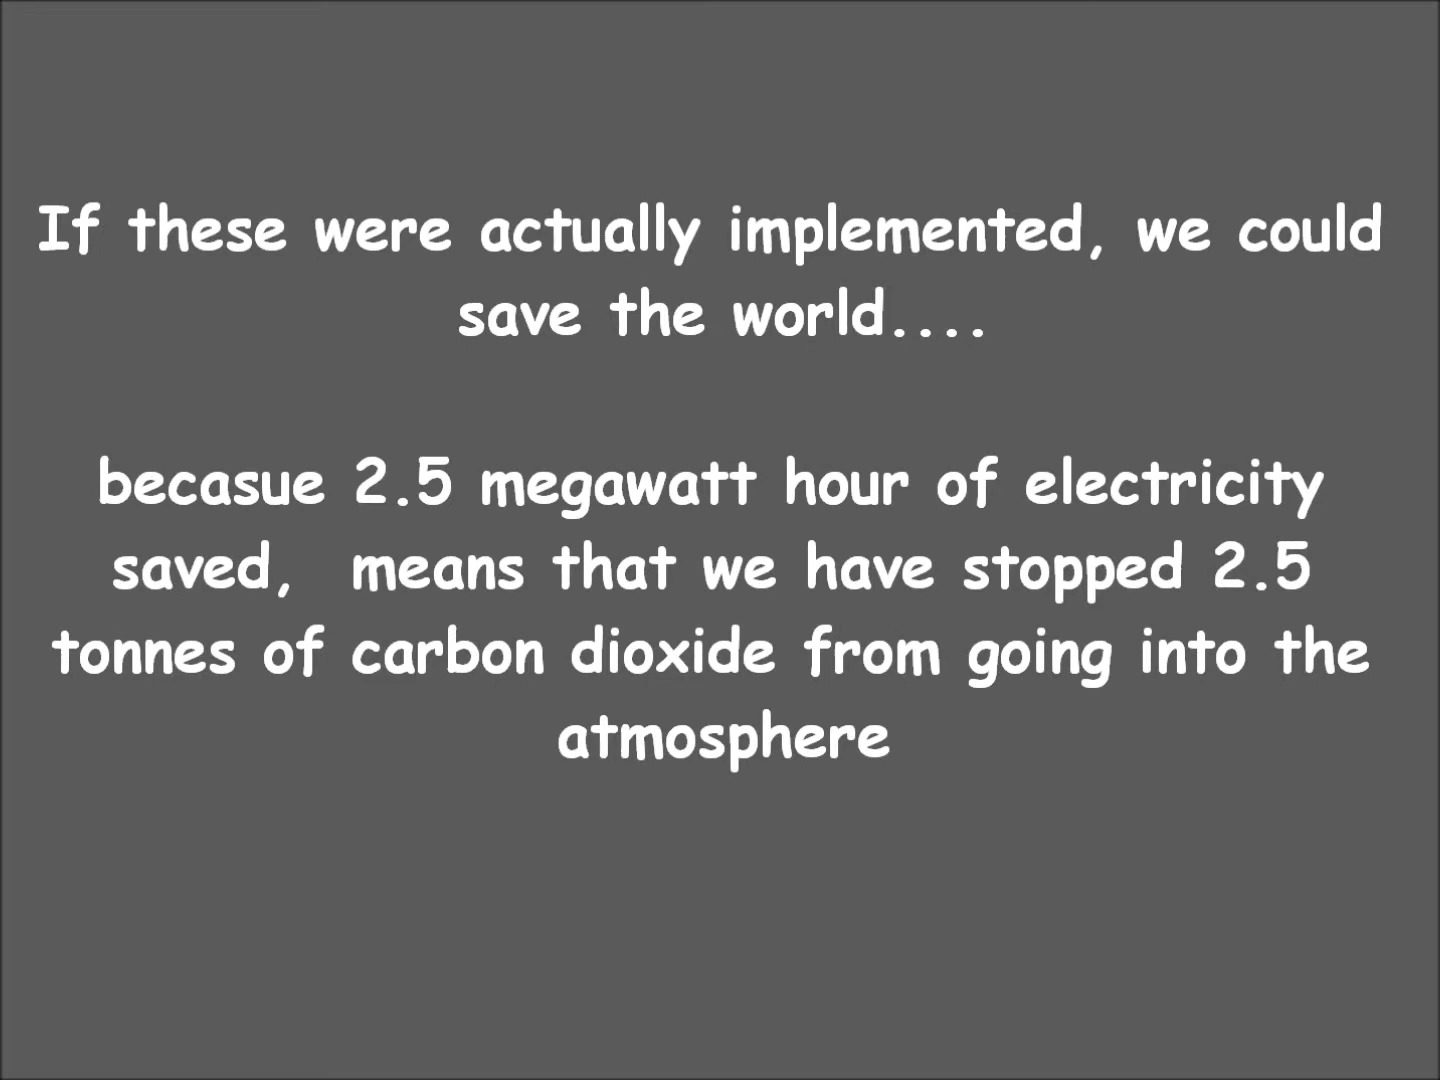 If these were actually implemented, we could
save the world....
becasue 2.5 megawatt hour of electricity
saved,  means that we have stopped 2.5
tonnes of carbon dioxide from going into the
atmosphere